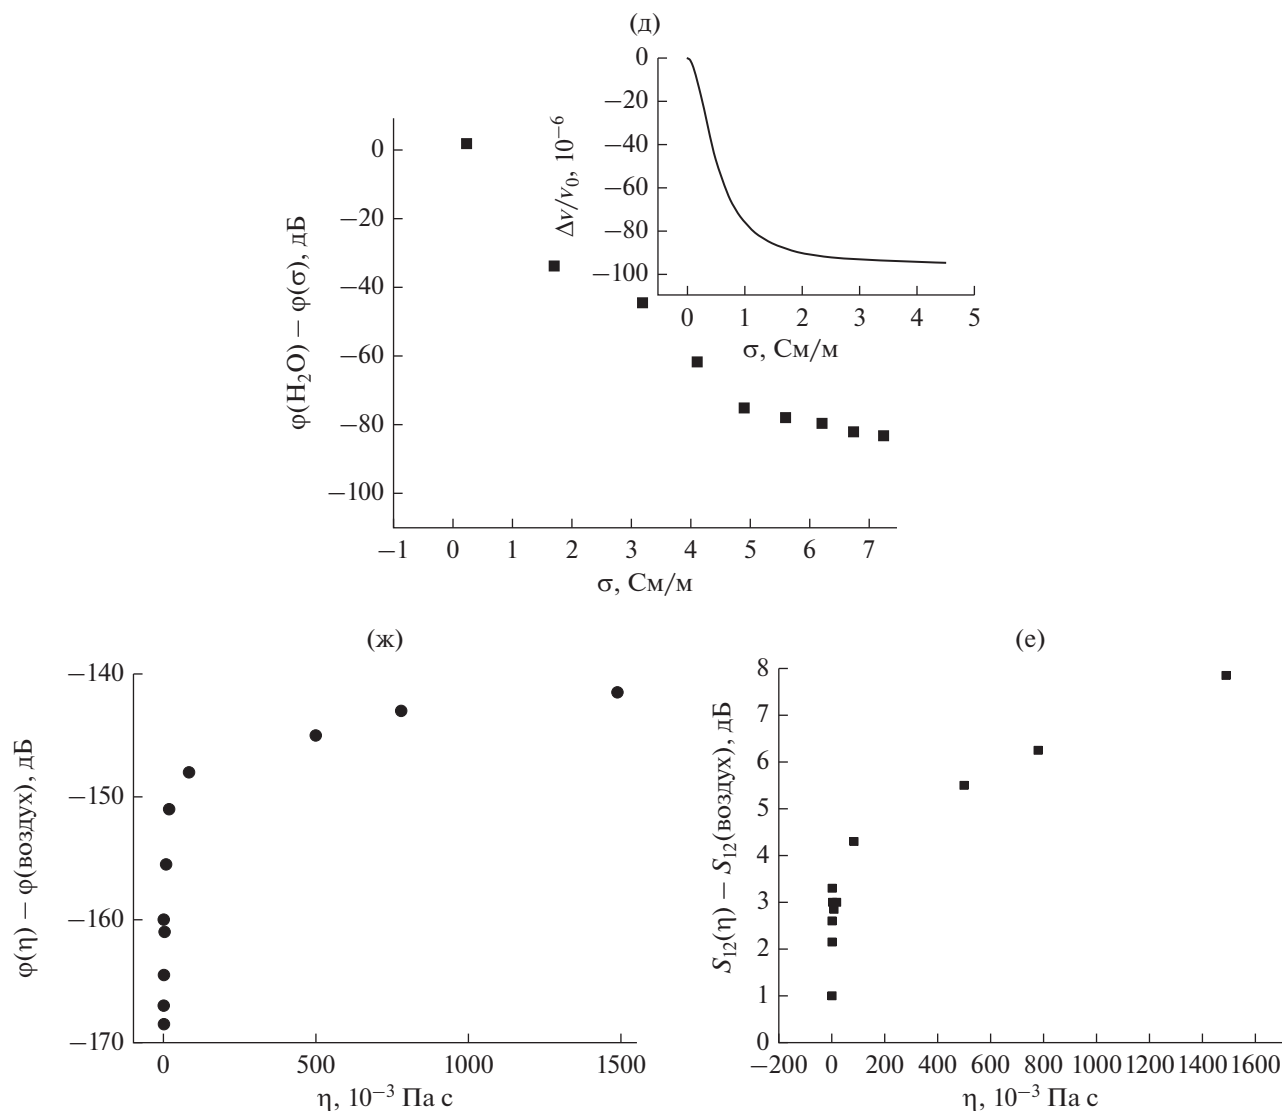 (д)
0
−20
−40
−60
−80
−100
Δv/v₀, 10⁻⁶
0 1 2 3 4 5
σ, См/м
0
−20
−40
−60
−80
−100
φ(H₂O) − φ(σ), дБ
−1 0 1 2 3 4 5 6 7
σ, См/м
(ж)
−140
−150
−160
−170
φ(η) − φ(воздух), дБ
0 500 1000 1500
η, 10⁻³ Па с
(е)
8
7
6
5
4
3
2
1
0
S₁₂(η) − S₁₂(воздух), дБ
−200 0 200 400 600 800 1000 1200 1400 1600
η, 10⁻³ Па с